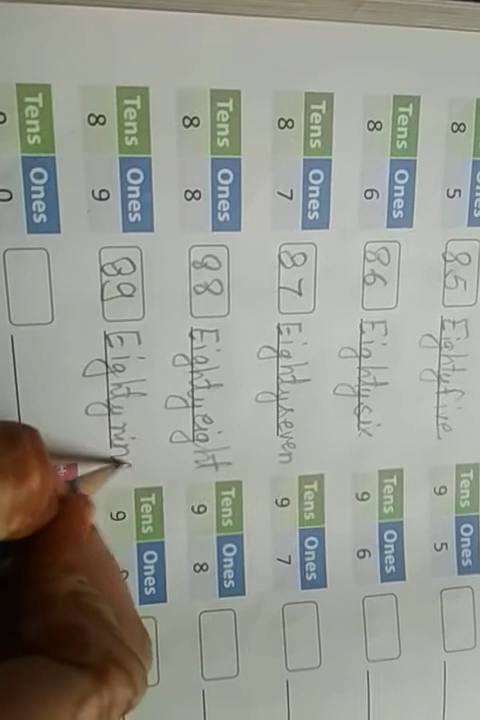 Ones Tens Ones
8 5 85 Eightyfive 9 5
Tens Ones Tens Ones
8 6 86 Eightysix 9 6
Tens Ones Tens Ones
8 7 87 Eightyseven 9 7
Tens Ones Tens Ones
8 8 88 Eightyeight 9 8
Tens Ones Tens Ones
8 9 89 Eightynin 9
Tens Ones
0